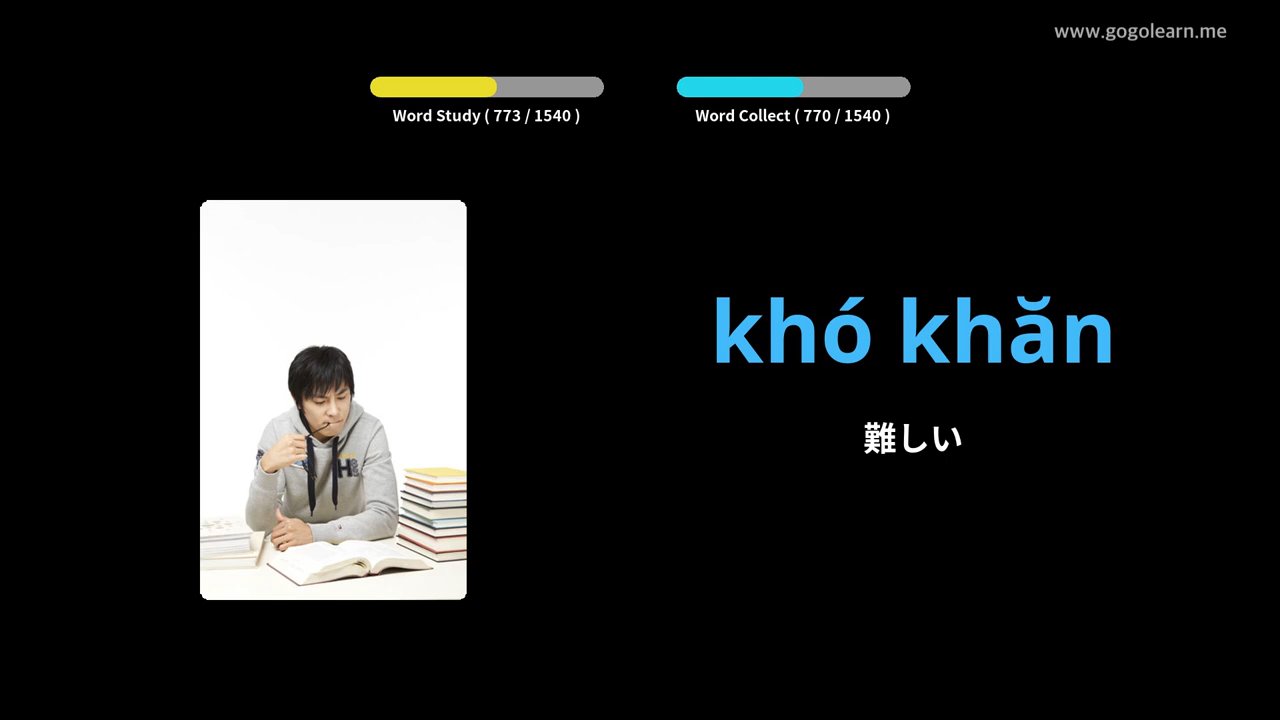 www.gogolearn.me
Word Study ( 773 / 1540 )
Word Collect ( 770 / 1540 )
khó khăn
難しい
H